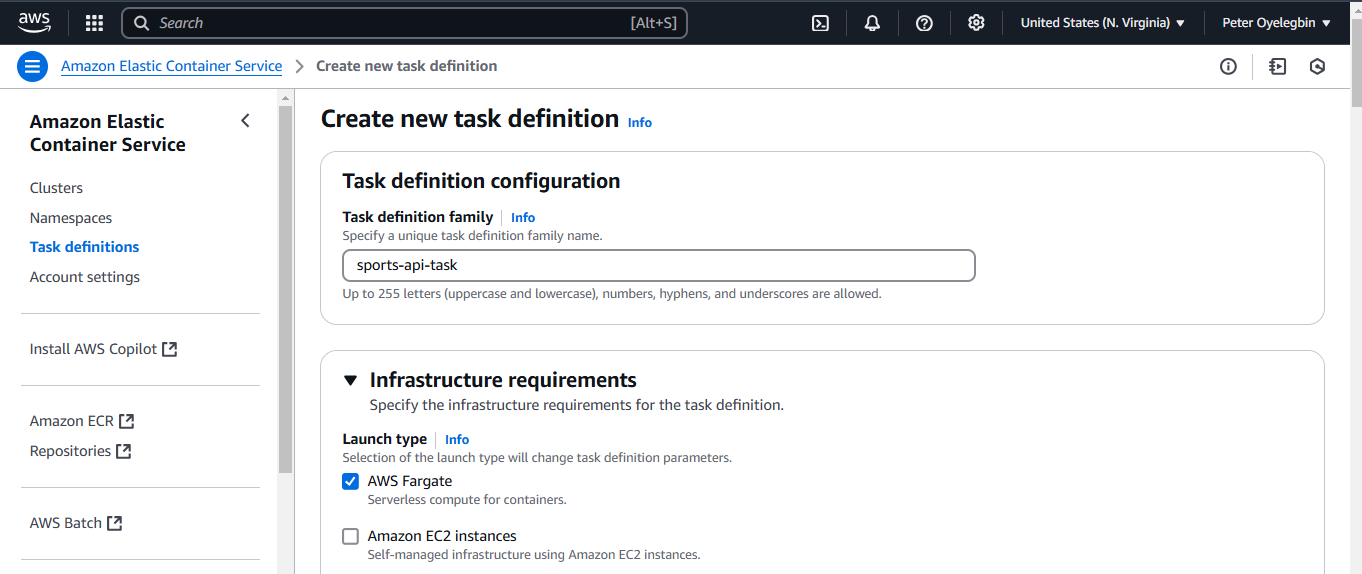 aws
Search [Alt+S]
United States (N. Virginia)
Peter Oyelegbin
Amazon Elastic Container Service > Create new task definition
Amazon Elastic
Container Service
Clusters
Namespaces
Task definitions
Account settings
Install AWS Copilot
Amazon ECR
Repositories
AWS Batch
Create new task definition Info
Task definition configuration
Task definition family Info
Specify a unique task definition family name.
sports-api-task
Up to 255 letters (uppercase and lowercase), numbers, hyphens, and underscores are allowed.
Infrastructure requirements
Specify the infrastructure requirements for the task definition.
Launch type Info
Selection of the launch type will change task definition parameters.
AWS Fargate
Serverless compute for containers.
Amazon EC2 instances
Self-managed infrastructure using Amazon EC2 instances.